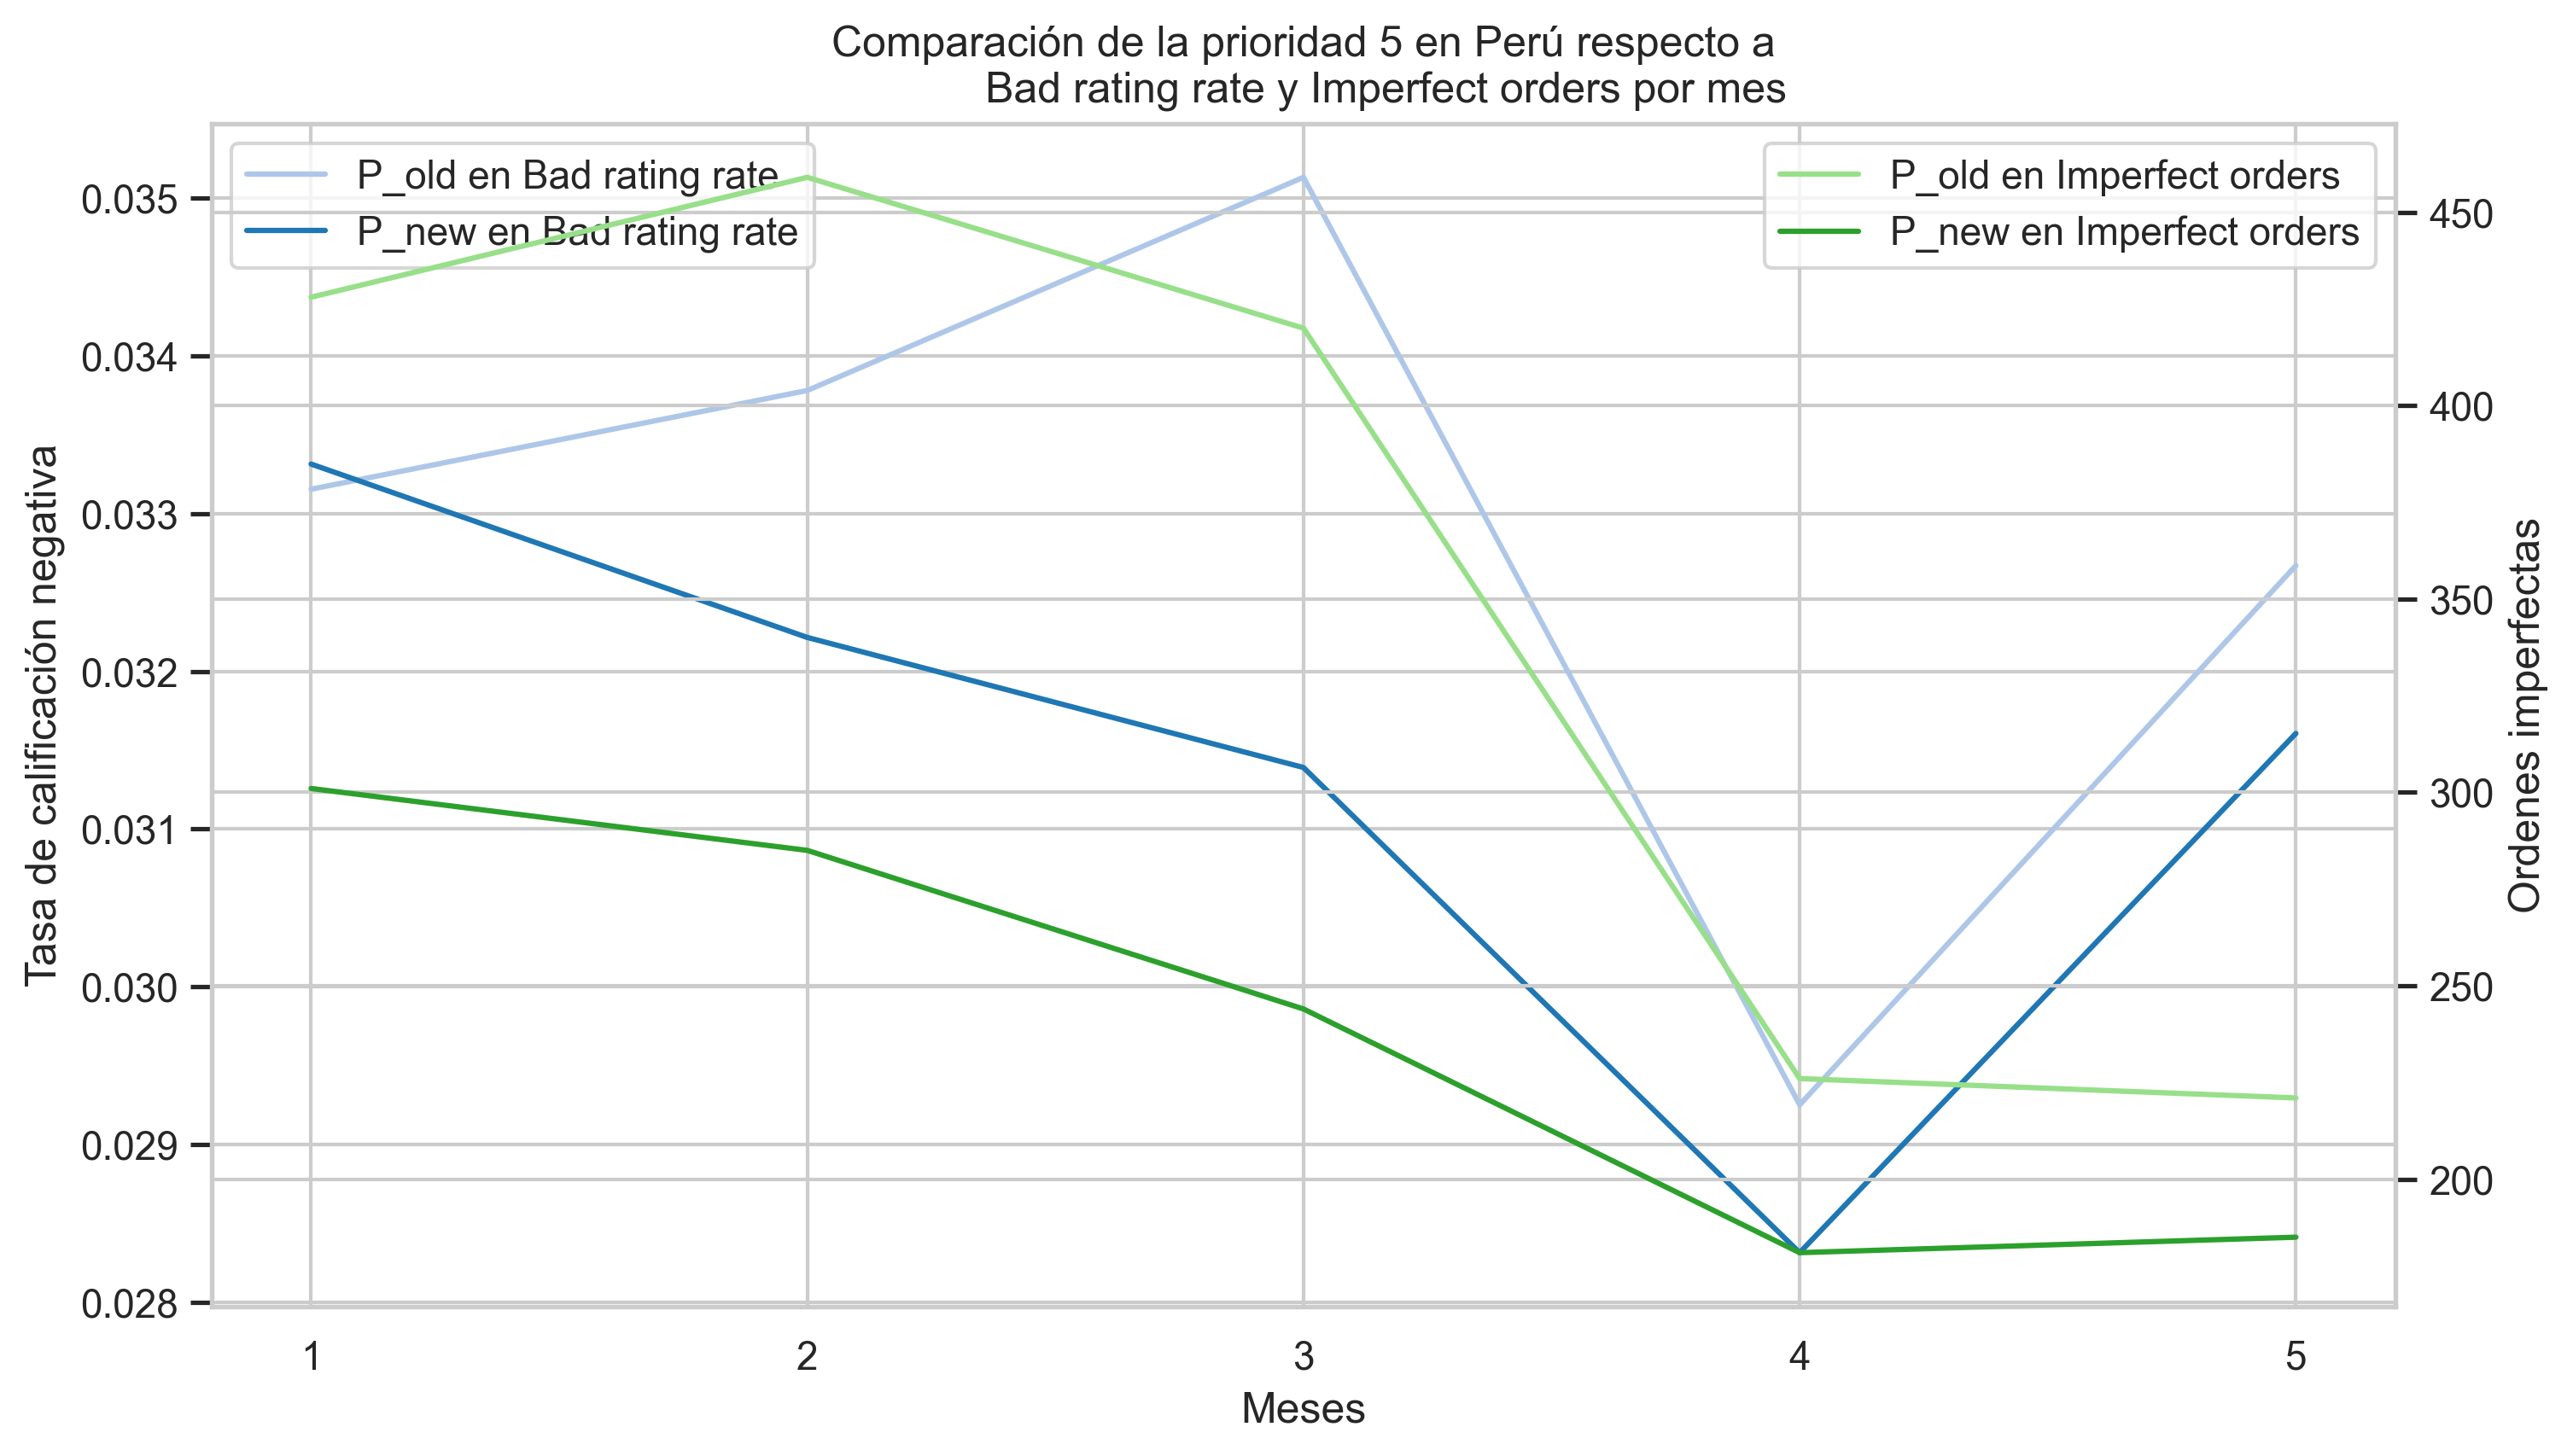 Comparación de la prioridad 5 en Perú respecto a
Bad rating rate y Imperfect orders por mes
P_old en Bad rating rate
P_new en Bad rating rate
P_old en Imperfect orders
P_new en Imperfect orders
Tasa de calificación negativa
0.035
0.034
0.033
0.032
0.031
0.030
0.029
0.028
450
400
350
300
250
200
Ordenes imperfectas
1 2 3 4 5
Meses